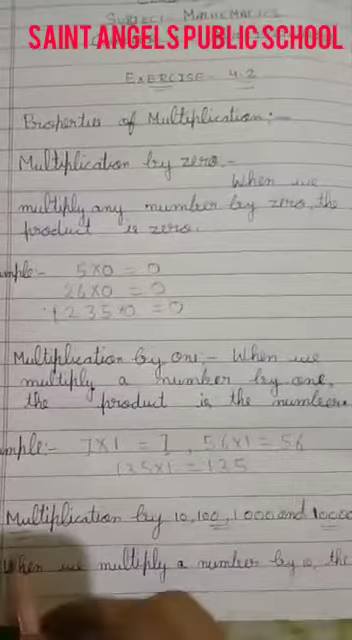 SUBJECT- MATHEMATICS
SAINT ANGELS PUBLIC SCHOOL
EXERCISE - 4.2
Properties of Multiplication:-
Multiplication by zero.-
When we
multiply any number by zero, the
product is zero.
mple:- 5×0 = 0
26×0 = 0
1235×0 = 0
Multiplication by one,- When we
multiply a number by one,
the product is the number.
mple:- 7×1 = 7, 56×1 = 56
125×1 = 125
Multiplication by 10,100,1000 and 10000
When we multiply a number by the